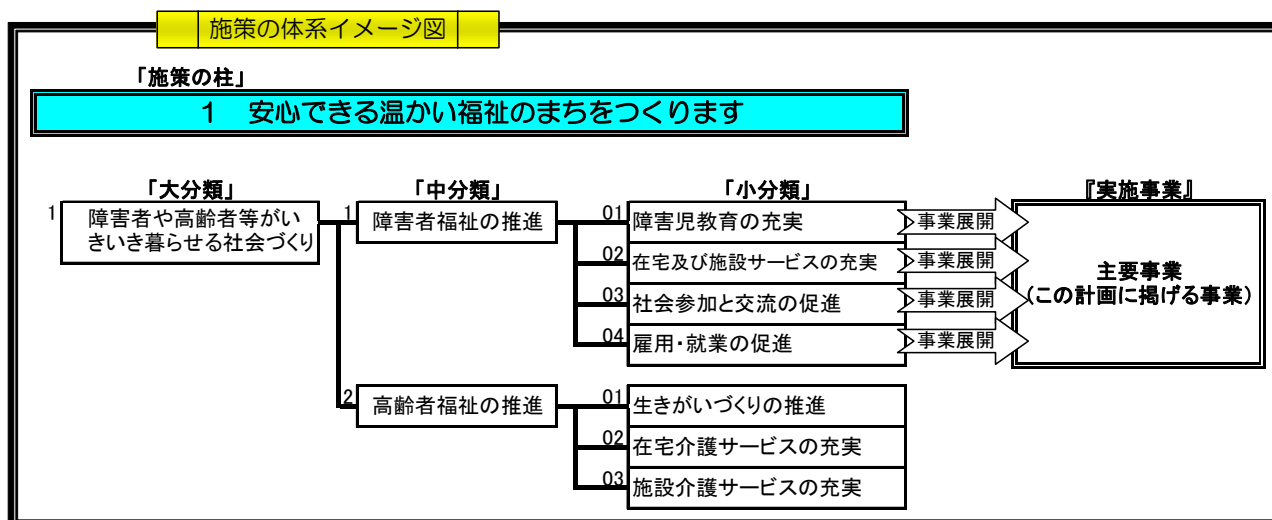 施策の体系イメージ図
「施策の柱」
1 安心できる温かい福祉のまちをつくります
「大分類」 「中分類」 「小分類」 『実施事業』
1 障害者や高齢者等がい
きいき暮らせる社会づくり
1 障害者福祉の推進
01 障害児教育の充実 事業展開
02 在宅及び施設サービスの充実 事業展開
03 社会参加と交流の促進 事業展開
04 雇用・就業の促進 事業展開
主要事業
(この計画に掲げる事業)
2 高齢者福祉の推進
01 生きがいづくりの推進
02 在宅介護サービスの充実
03 施設介護サービスの充実